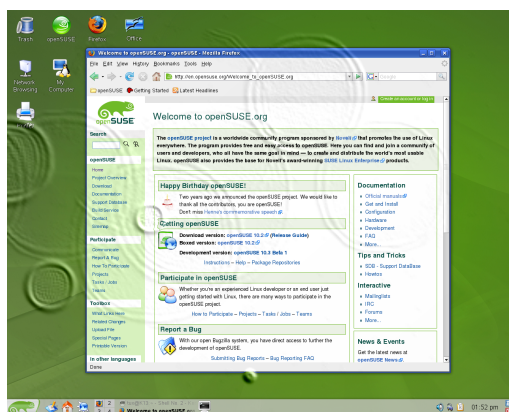 Trash
openSUSE
Firefox
Office
Network
Browsing
My
Computer
Printer
Welcome to openSUSE.org - openSUSE - Mozilla Firefox
File Edit View History Bookmarks Tools Help
http://en.opensuse.org/Welcome_to_openSUSE.org
Google
openSUSE Getting Started Latest Headlines
Create an account or log in
openSUSE
Search
openSUSE
Home
Project Overview
Download
Documentation
Support Database
Build Service
Contact
Sitemap
Participate
Communicate
Report a Bug
How To Participate
Projects
Tasks / Jobs
Teams
Toolbox
What Links Here
Related Changes
Upload File
Special Pages
Printable Version
In other languages
Welcome to openSUSE.org
The openSUSE project is a worldwide community program sponsored by Novell that promotes the use of Linux
everywhere. The program provides free and easy access to openSUSE. Here you can find and join a community of
users and developers, who all have the same goal in mind — to create and distribute the world's most usable
Linux. openSUSE also provides the base for Novell's award-winning SUSE Linux Enterprise products.
Happy Birthday openSUSE!
Two years ago we announced the openSUSE project. We would like to
thank all the contributors, you are openSUSE!
Don't miss Henne's commemorative speech
Getting openSUSE
Download version: openSUSE 10.2 (Release Guide)
Boxed version: openSUSE 10.2
Development version: openSUSE 10.3 Beta 1
Instructions – Help – Package Repositories
Participate in openSUSE
Whether you're an experienced Linux developer or an end user just
getting started with Linux, there are many ways to participate in the
openSUSE project.
How to Participate – Projects – Tasks / Jobs – Teams
Report a Bug
With our open Bugzilla system, you have direct access to further the
development of openSUSE.
Submitting Bug Reports – Bug Reporting FAQ
Documentation
Official manuals
Get and Install
Configuration
Hardware
Development
FAQ
More...
Tips and Tricks
SDB - Support DataBase
Howtos
Interactive
Mailinglists
IRC
Forums
More...
News & Events
Get the latest news at
openSUSE News
Done
1 2
3 4
Welcome to openSUSE
01:52 pm